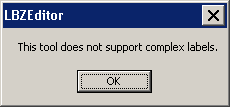 LBZEditor
This tool does not support complex labels.
OK